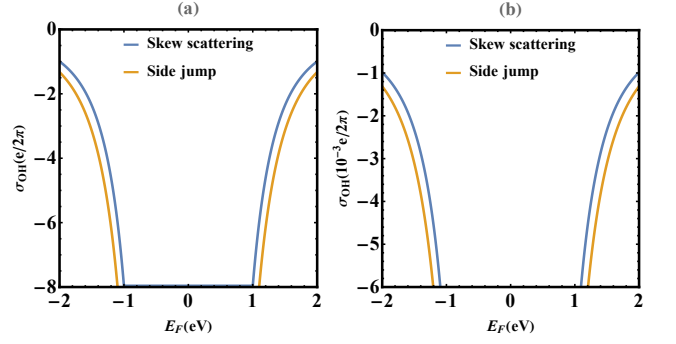 (a)
(b)
0
−2
−4
−6
−8
−2 −1 0 1 2
σOH(e/2π)
EF(eV)
Skew scattering
Side jump
0
−1
−2
−3
−4
−5
−6
−2 −1 0 1 2
σOH(10⁻³e/2π)
EF(eV)
Skew scattering
Side jump